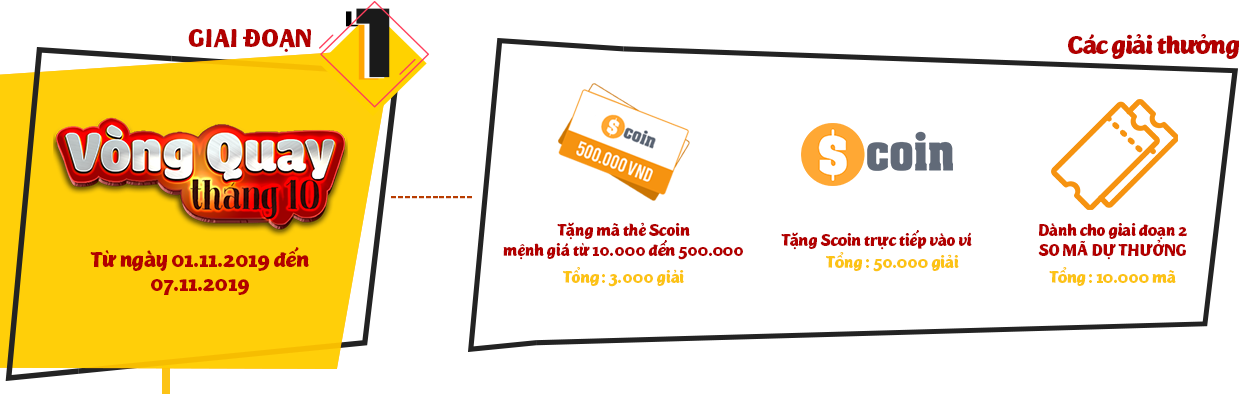 GIAI ĐOẠN 1
Vòng Quay
tháng 10
Từ ngày 01.11.2019 đến
07.11.2019
Các giải thưởng
Scoin
500.000 VND
Tặng mã thẻ Scoin
mệnh giá từ 10.000 đến 500.000
Tổng : 3.000 giải
Scoin
Tặng Scoin trực tiếp vào ví
Tổng : 50.000 giải
Dành cho giai đoạn 2
SO MÃ DỰ THƯỞNG
Tổng : 10.000 mã